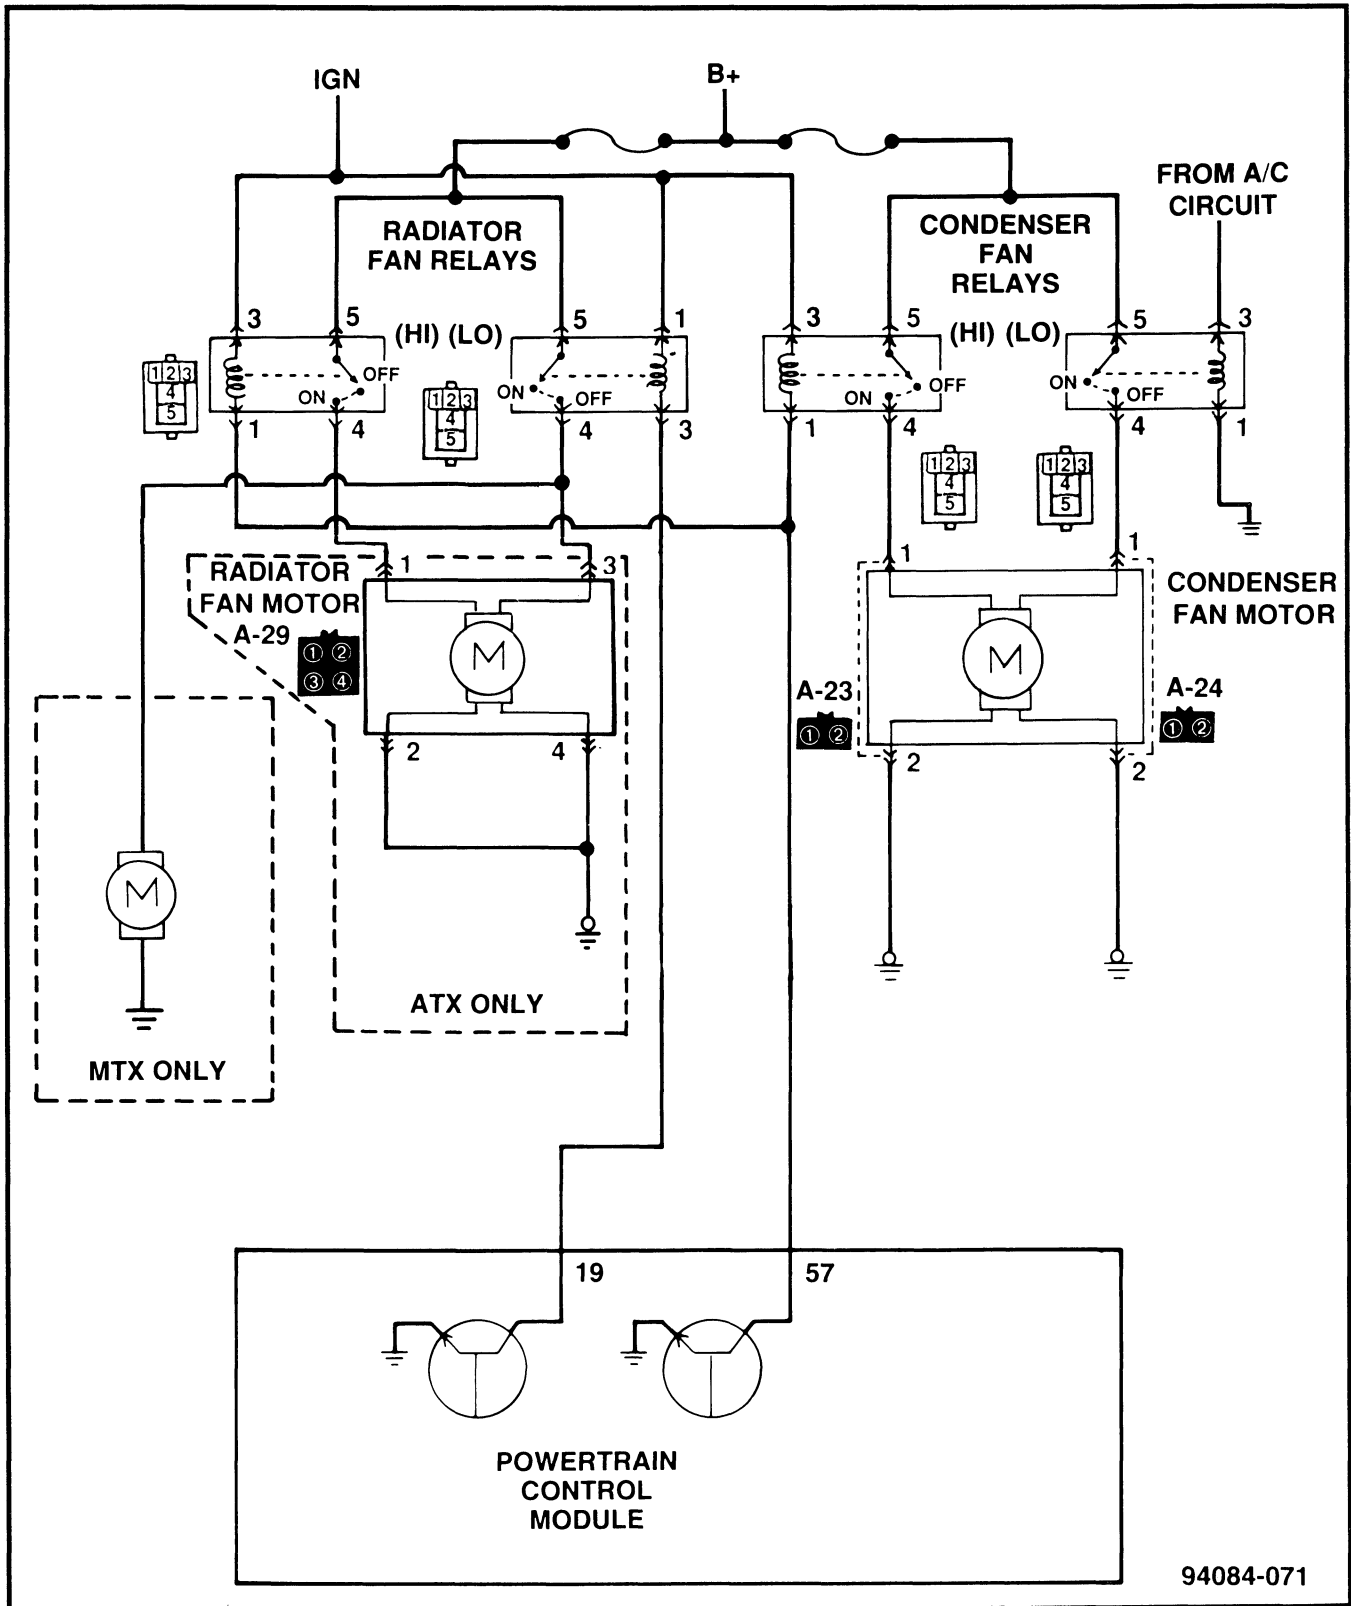 IGN
B+
FROM A/C
CIRCUIT
RADIATOR
FAN RELAYS
CONDENSER
FAN
RELAYS
3
5
(HI) (LO)
5
1
3
5
(HI) (LO)
5
3
OFF
ON
ON
OFF
OFF
ON
ON
OFF
1 2 3
4
5
1 2 3
4
5
1
4
4
3
1
4
4
1
1 2 3
4
5
1 2 3
4
5
RADIATOR
FAN MOTOR
A-29
1 2
3 4
1
3
M
2
4
1
1
CONDENSER
FAN MOTOR
M
A-23
1 2
A-24
1 2
2
2
M
ATX ONLY
MTX ONLY
19
57
POWERTRAIN
CONTROL
MODULE
94084-071